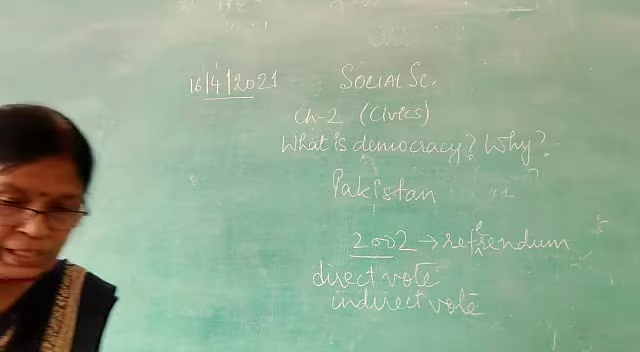 16/4/2021 SOCIAL SC.
Ch-2 (Civics)
What is democracy? Why?
Pakistan
2002 → referendum
direct vote
indirect vote